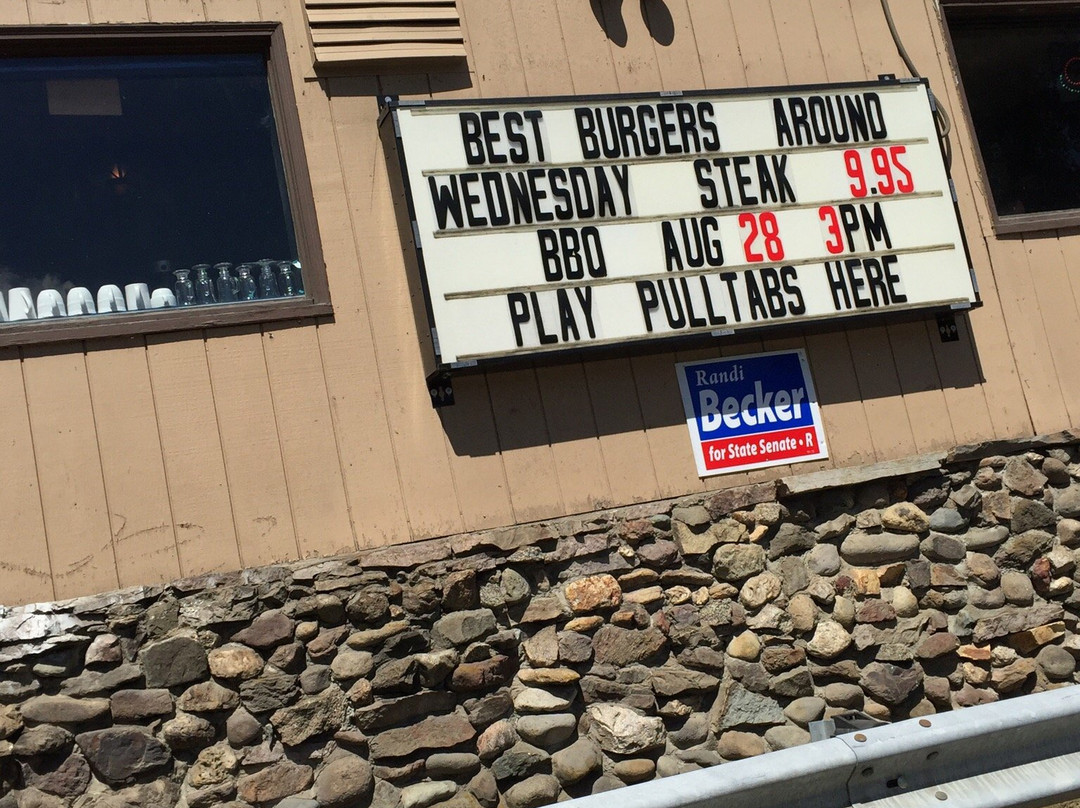 BEST BURGERS AROUND
WEDNESDAY STEAK 9.95
BBQ AUG 28 3PM
PLAY PULLTABS HERE
Randi
Becker
for State Senate • R